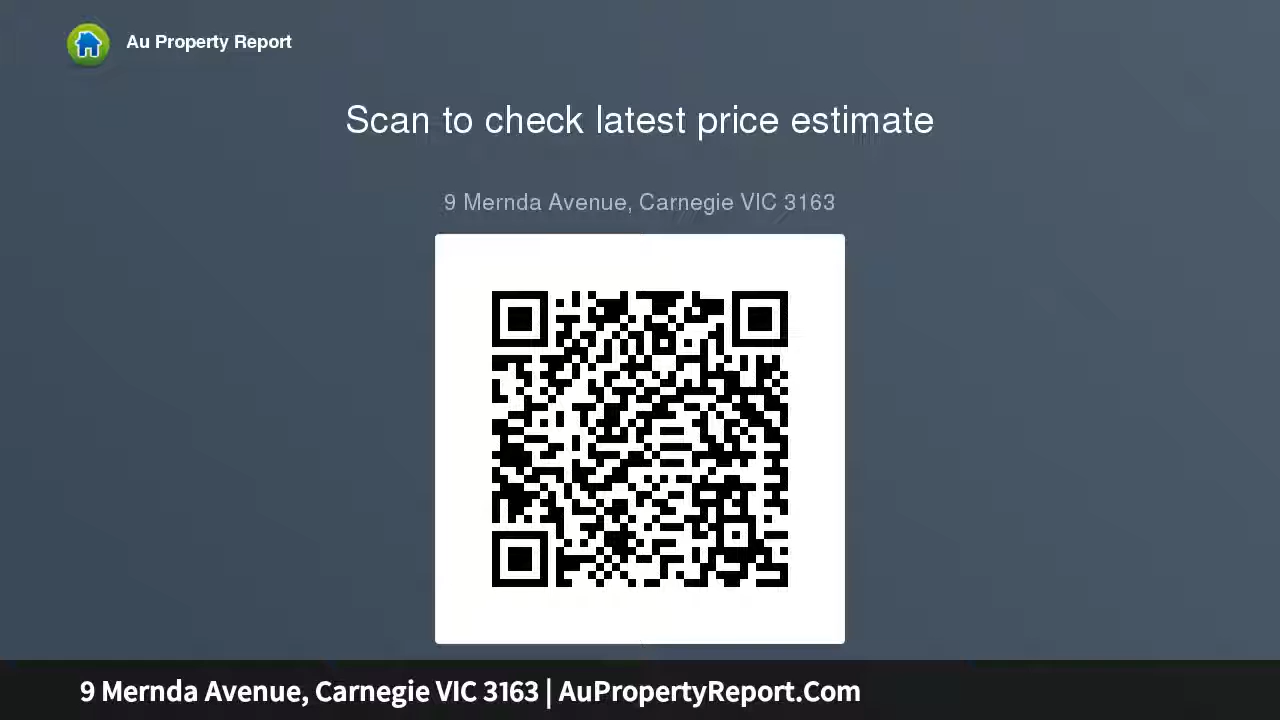 Au Property Report
Scan to check latest price estimate
9 Mernda Avenue, Carnegie VIC 3163
9 Mernda Avenue, Carnegie VIC 3163 | AuPropertyReport.Com